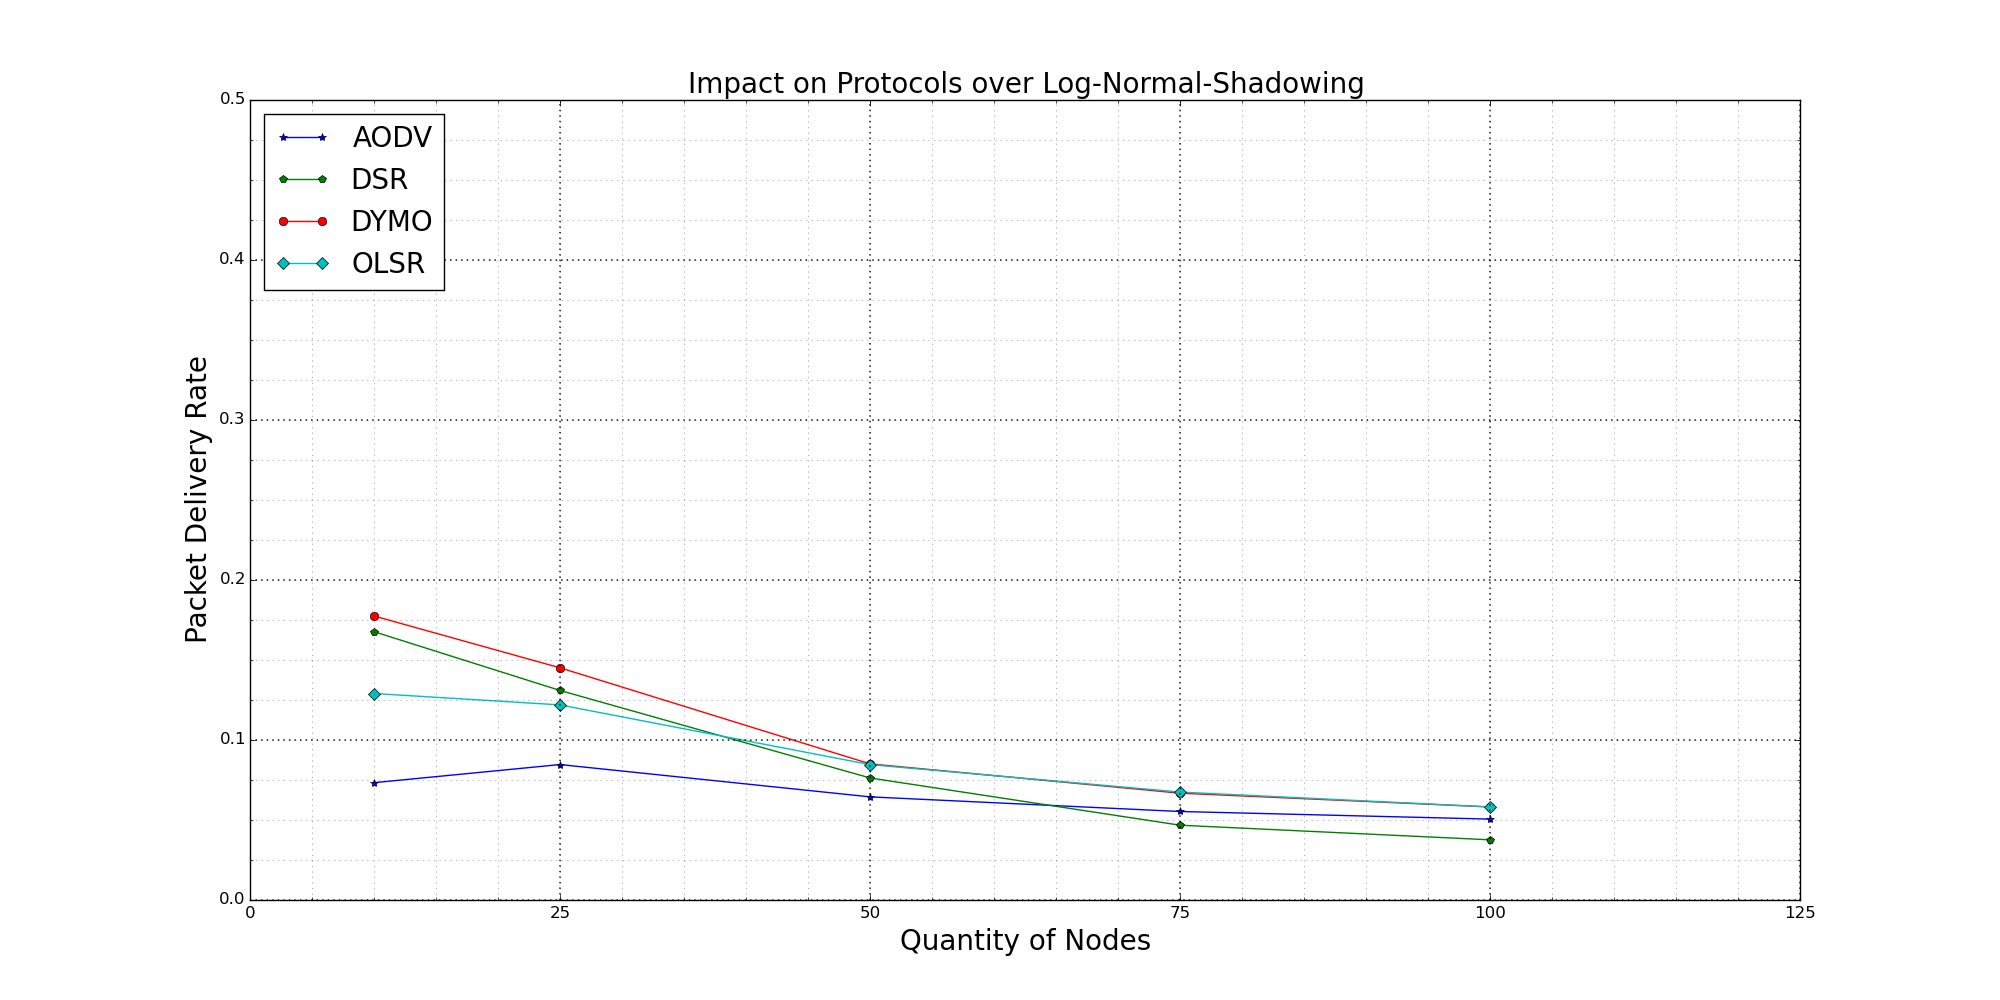 Impact on Protocols over Log-Normal-Shadowing
0.5
0.4
0.3
0.2
0.1
0.0
AODV
DSR
DYMO
OLSR
Packet Delivery Rate
0 25 50 75 100 125
Quantity of Nodes